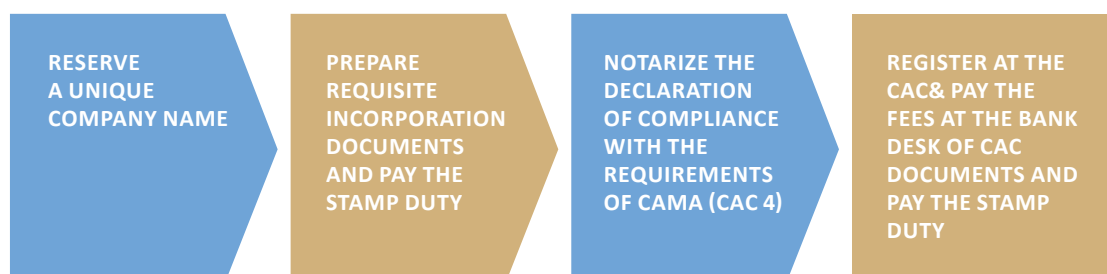 RESERVE
A UNIQUE
COMPANY NAME
PREPARE
REQUISITE
INCORPORATION
DOCUMENTS
AND PAY THE
STAMP DUTY
NOTARIZE THE
DECLARATION
OF COMPLIANCE
WITH THE
REQUIREMENTS
OF CAMA (CAC 4)
REGISTER AT THE
CAC& PAY THE
FEES AT THE BANK
DESK OF CAC
DOCUMENTS AND
PAY THE STAMP
DUTY